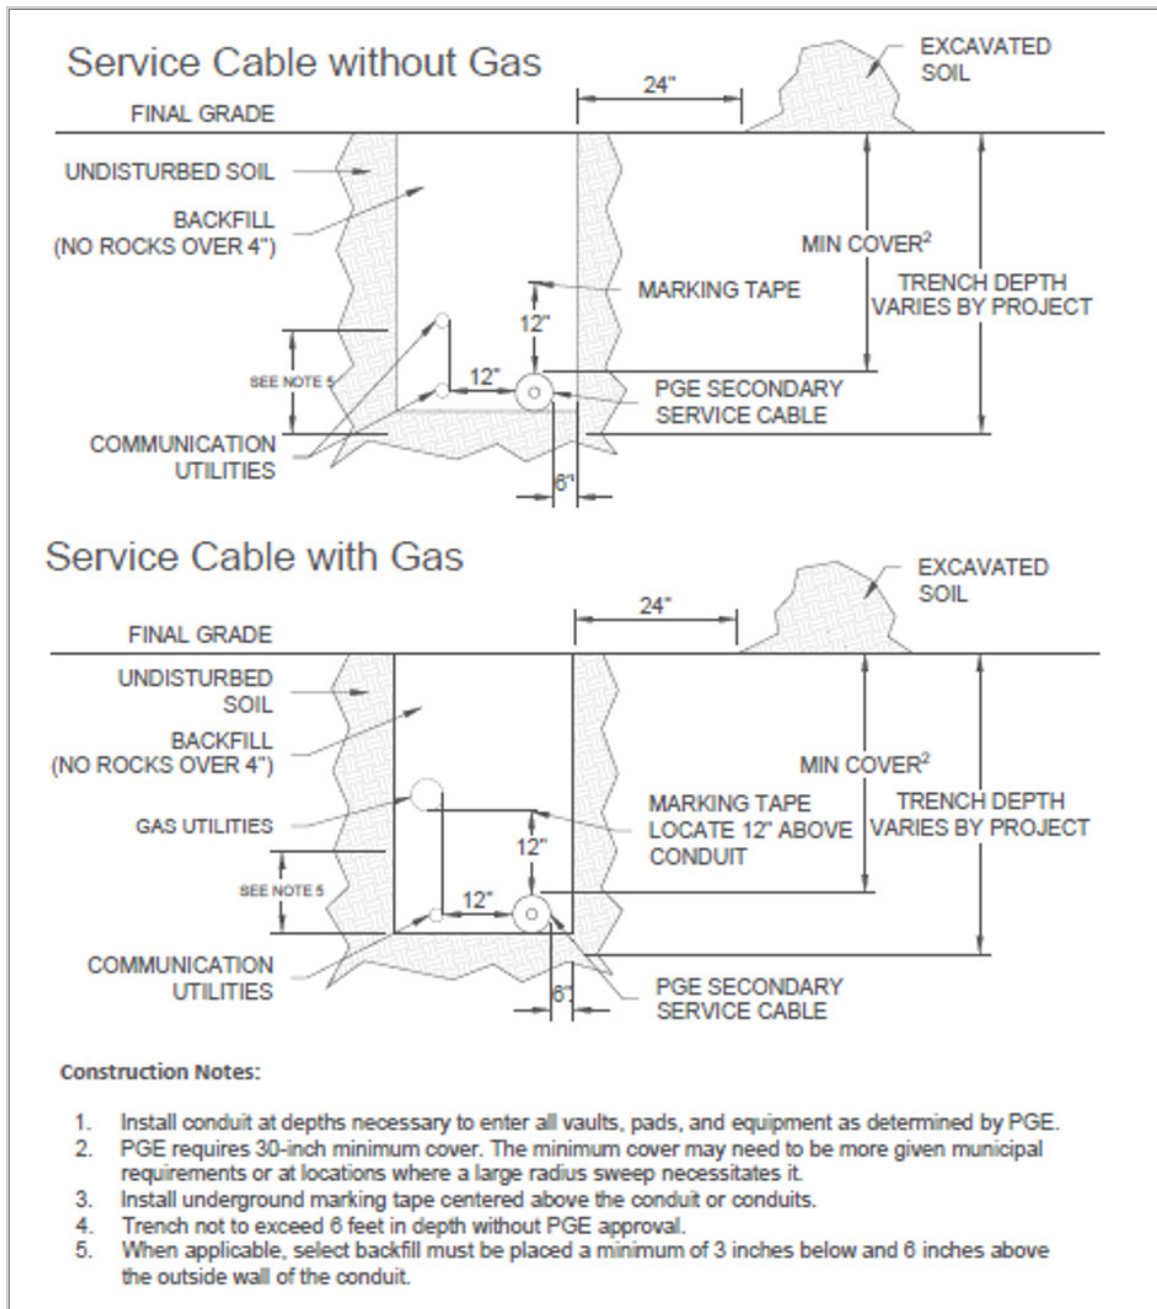 Service Cable without Gas
EXCAVATED
SOIL
24"
FINAL GRADE
UNDISTURBED SOIL
BACKFILL
(NO ROCKS OVER 4")
MIN COVER2
MARKING TAPE
TRENCH DEPTH
VARIES BY PROJECT
12"
SEE NOTE 5
12"
PGE SECONDARY
SERVICE CABLE
COMMUNICATION
UTILITIES
6"
Service Cable with Gas
EXCAVATED
SOIL
24"
FINAL GRADE
UNDISTURBED
SOIL
BACKFILL
(NO ROCKS OVER 4")
MIN COVER2
GAS UTILITIES
MARKING TAPE
LOCATE 12" ABOVE
CONDUIT
TRENCH DEPTH
VARIES BY PROJECT
12"
SEE NOTE 5
12"
COMMUNICATION
UTILITIES
6"
PGE SECONDARY
SERVICE CABLE
Construction Notes:
1. Install conduit at depths necessary to enter all vaults, pads, and equipment as determined by PGE.
2. PGE requires 30-inch minimum cover. The minimum cover may need to be more given municipal
requirements or at locations where a large radius sweep necessitates it.
3. Install underground marking tape centered above the conduit or conduits.
4. Trench not to exceed 6 feet in depth without PGE approval.
5. When applicable, select backfill must be placed a minimum of 3 inches below and 6 inches above
the outside wall of the conduit.